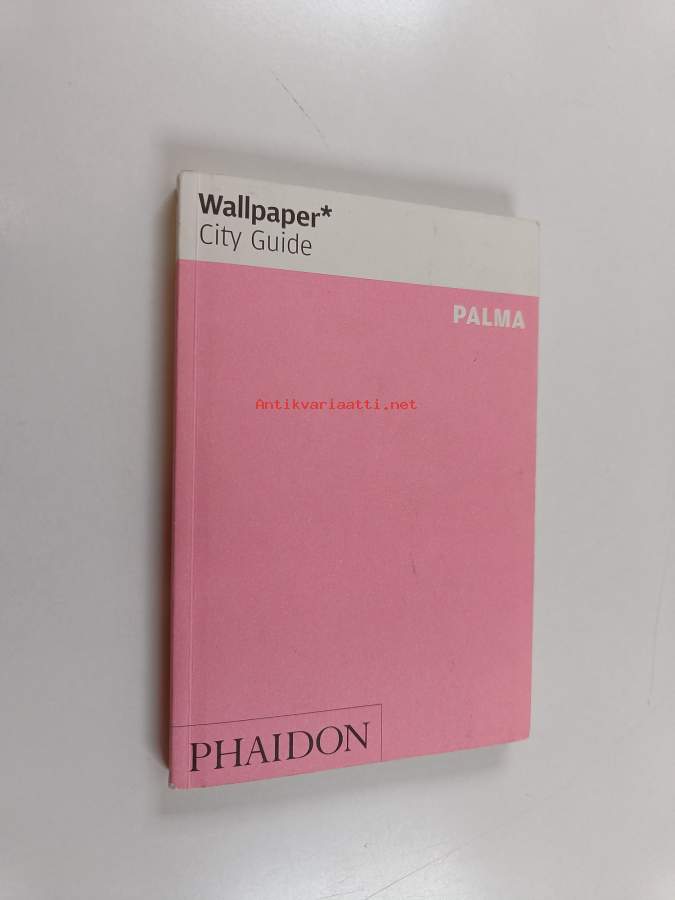 Wallpaper*
City Guide
PALMA
Antikvariaatti.net
PHAIDON